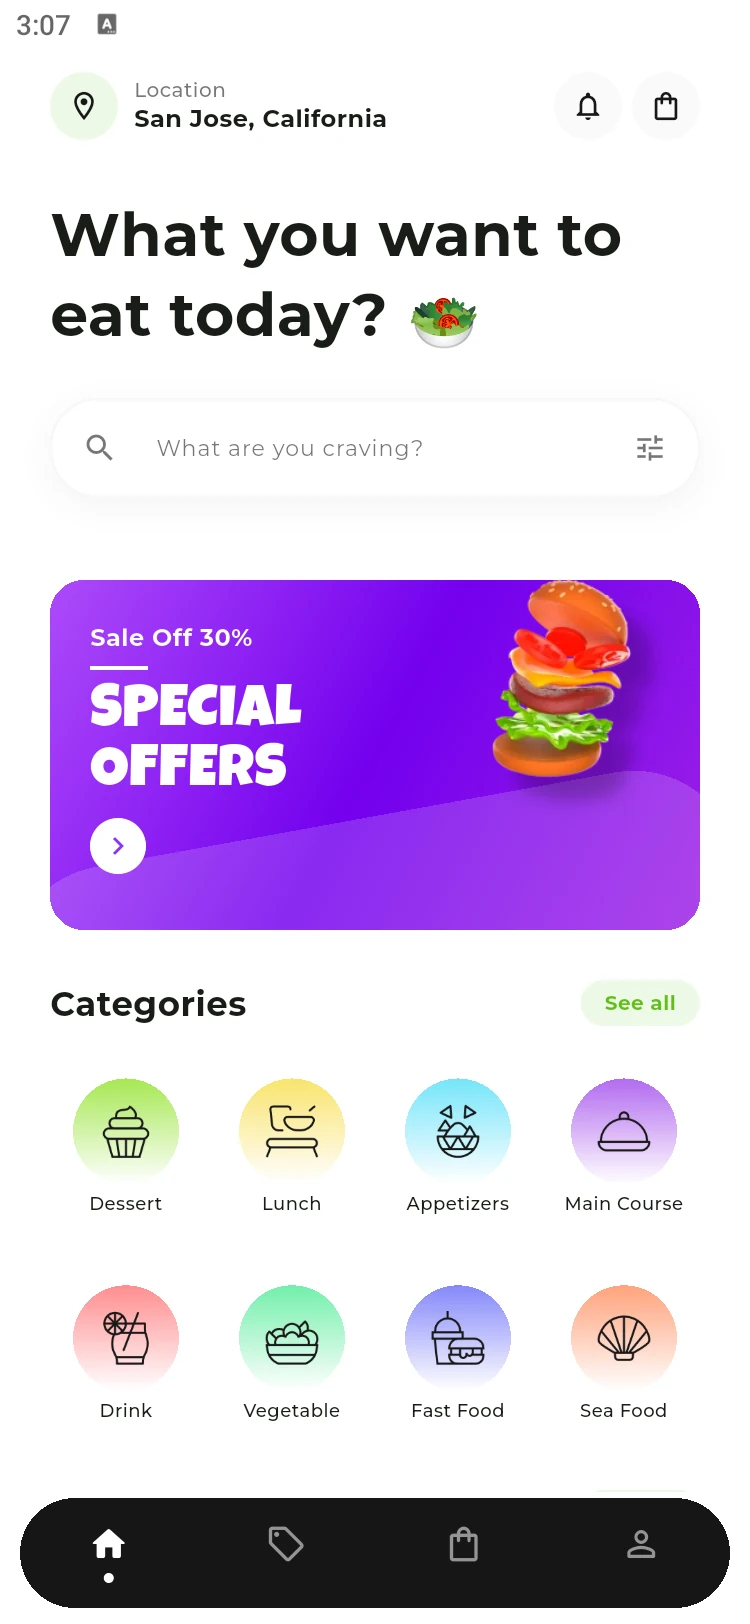 3:07
Location
San Jose, California
What you want to
eat today? 🥗
What are you craving?
Sale Off 30%
SPECIAL
OFFERS
Categories
See all
Dessert
Lunch
Appetizers
Main Course
Drink
Vegetable
Fast Food
Sea Food